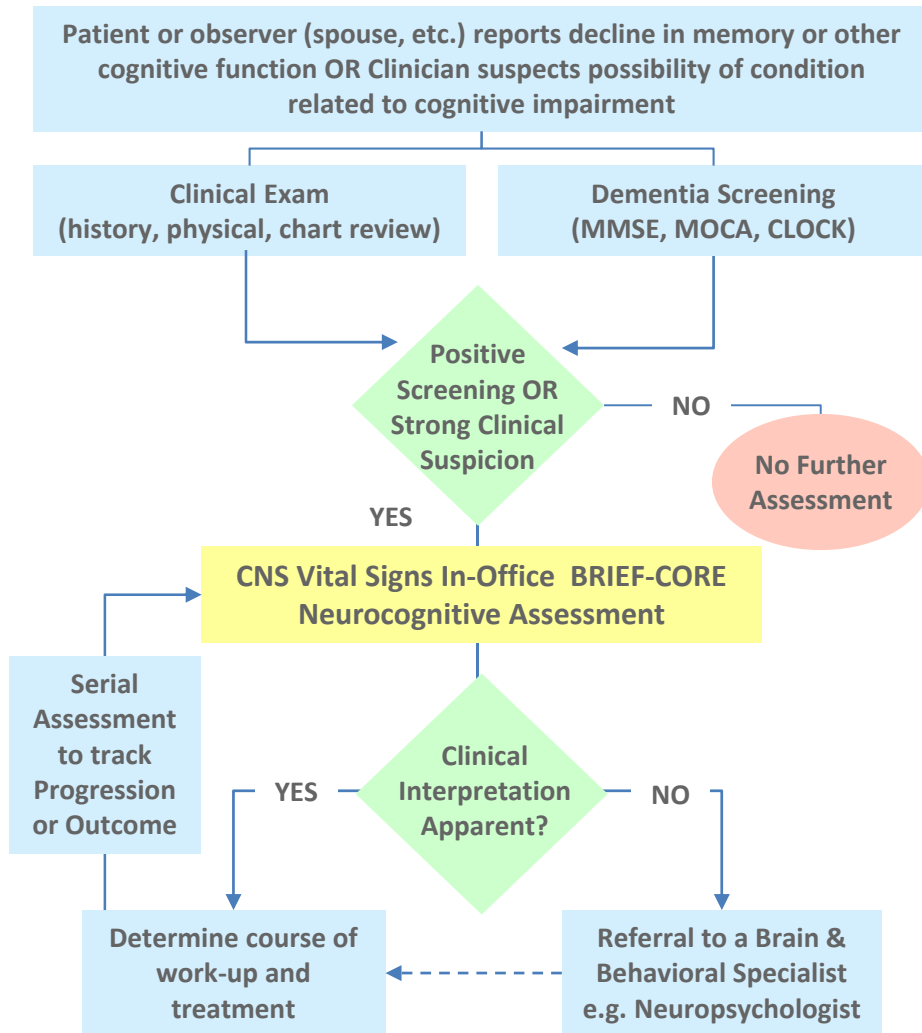 Patient or observer (spouse, etc.) reports decline in memory or other
cognitive function OR Clinician suspects possibility of condition
related to cognitive impairment
Clinical Exam
(history, physical, chart review)
Dementia Screening
(MMSE, MOCA, CLOCK)
Positive
Screening OR
Strong Clinical
Suspicion
NO
No Further
Assessment
YES
CNS Vital Signs In-Office BRIEF-CORE
Neurocognitive Assessment
Serial
Assessment
to track
Progression
or Outcome
Clinical
Interpretation
Apparent?
YES
NO
Determine course of
work-up and
treatment
Referral to a Brain &
Behavioral Specialist
e.g. Neuropsychologist